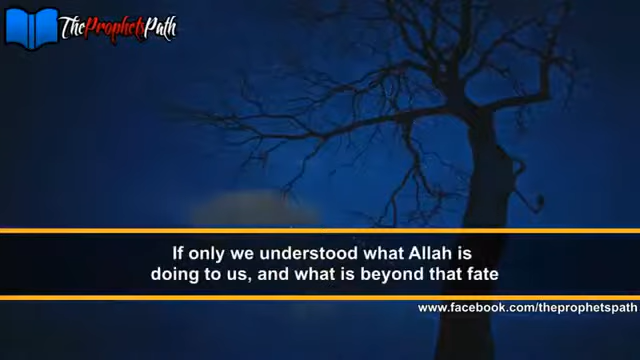 TheProphetsPath
If only we understood what Allah is
doing to us, and what is beyond that fate
www.facebook.com/theprophetspath